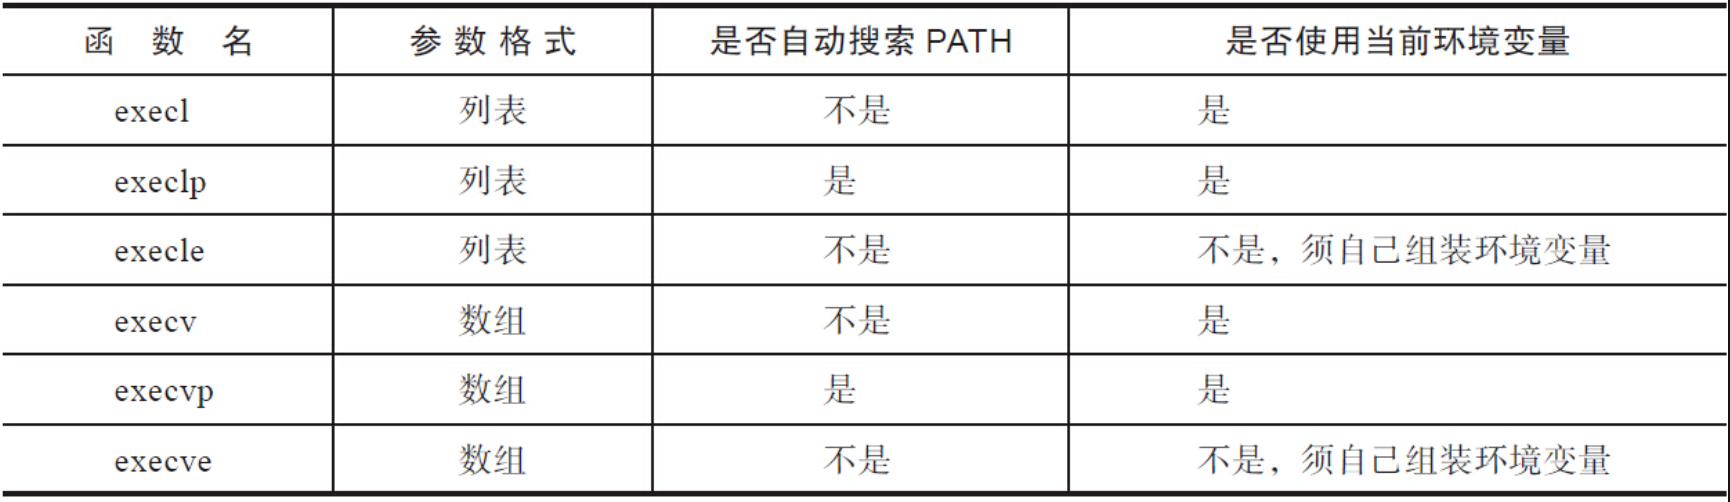 函 数 名 参 数 格 式 是否自动搜索 PATH 是否使用当前环境变量
execl 列表 不是 是
execlp 列表 是 是
execle 列表 不是 不是，须自己组装环境变量
execv 数组 不是 是
execvp 数组 是 是
execve 数组 不是 不是，须自己组装环境变量